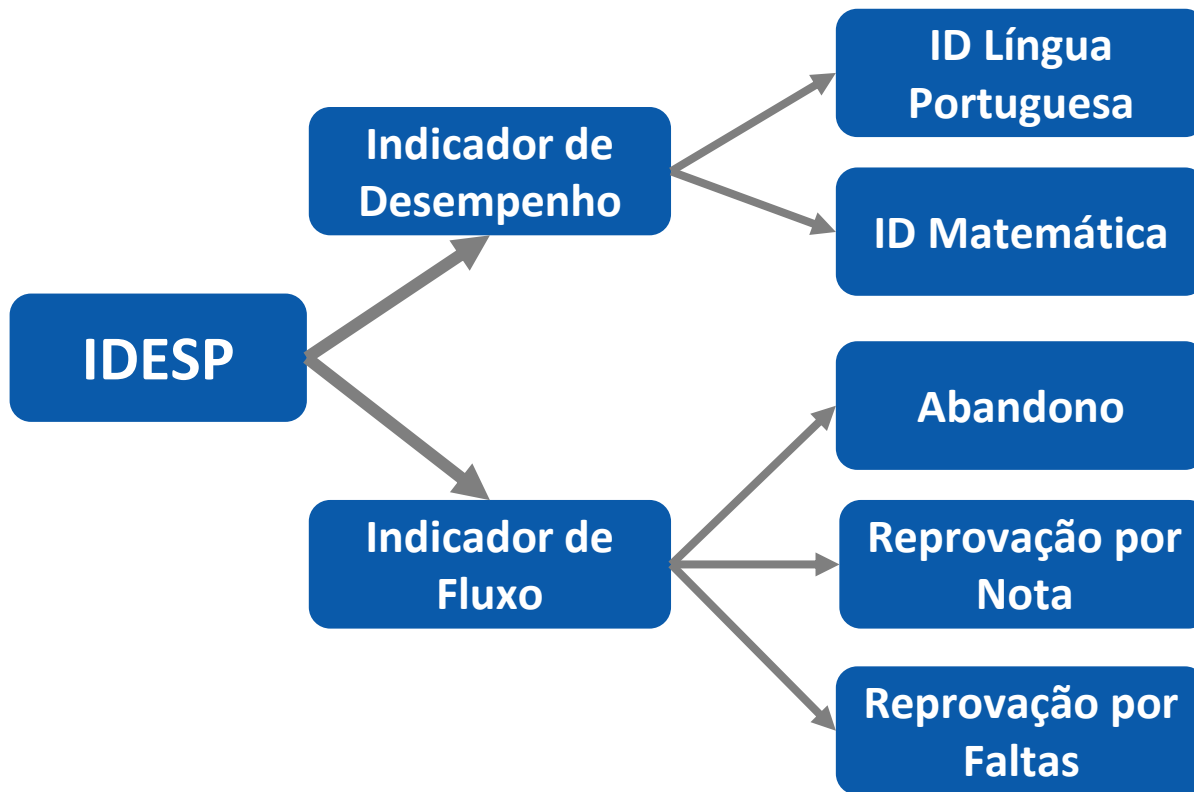 ID Língua
Portuguesa
Indicador de
Desempenho
ID Matemática
IDESP
Abandono
Indicador de
Fluxo
Reprovação por
Nota
Reprovação por
Faltas